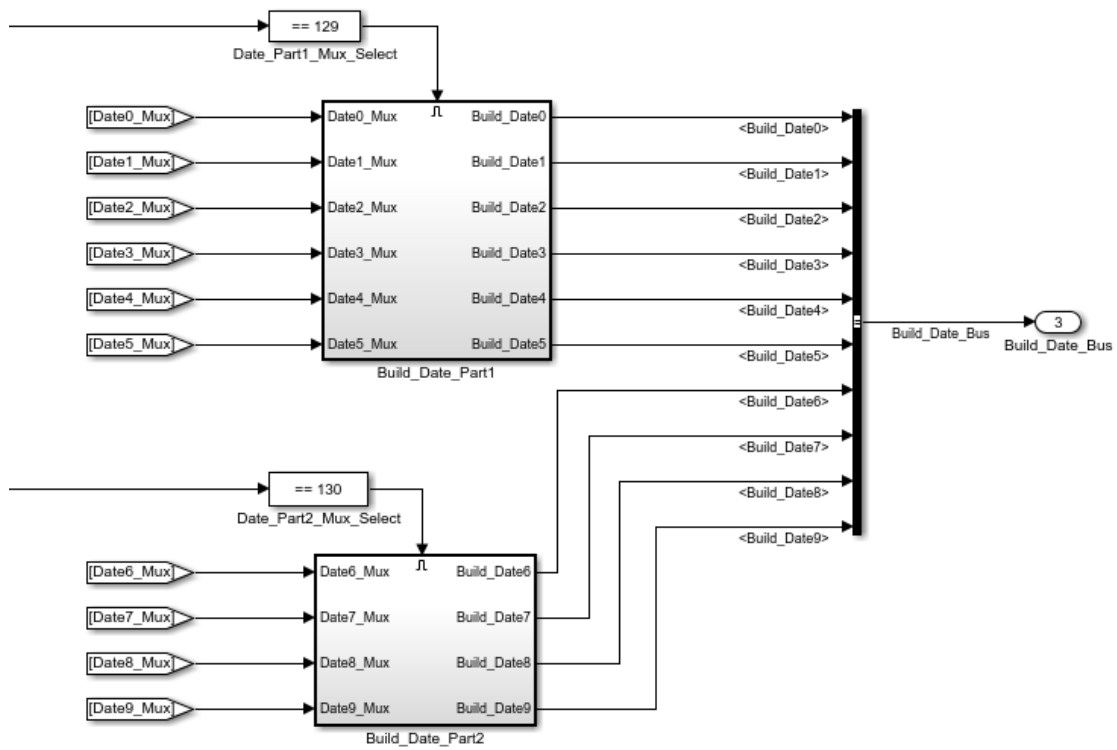 == 129
Date_Part1_Mux_Select
[Date0_Mux]
Date0_Mux
Build_Date0
<Build_Date0>
[Date1_Mux]
Date1_Mux
Build_Date1
<Build_Date1>
[Date2_Mux]
Date2_Mux
Build_Date2
<Build_Date2>
[Date3_Mux]
Date3_Mux
Build_Date3
<Build_Date3>
[Date4_Mux]
Date4_Mux
Build_Date4
<Build_Date4>
[Date5_Mux]
Date5_Mux
Build_Date5
<Build_Date5>
Build_Date_Part1
Build_Date_Bus
3
Build_Date_Bus
<Build_Date6>
<Build_Date7>
<Build_Date8>
<Build_Date9>
== 130
Date_Part2_Mux_Select
[Date6_Mux]
Date6_Mux
Build_Date6
[Date7_Mux]
Date7_Mux
Build_Date7
[Date8_Mux]
Date8_Mux
Build_Date8
[Date9_Mux]
Date9_Mux
Build_Date9
Build_Date_Part2